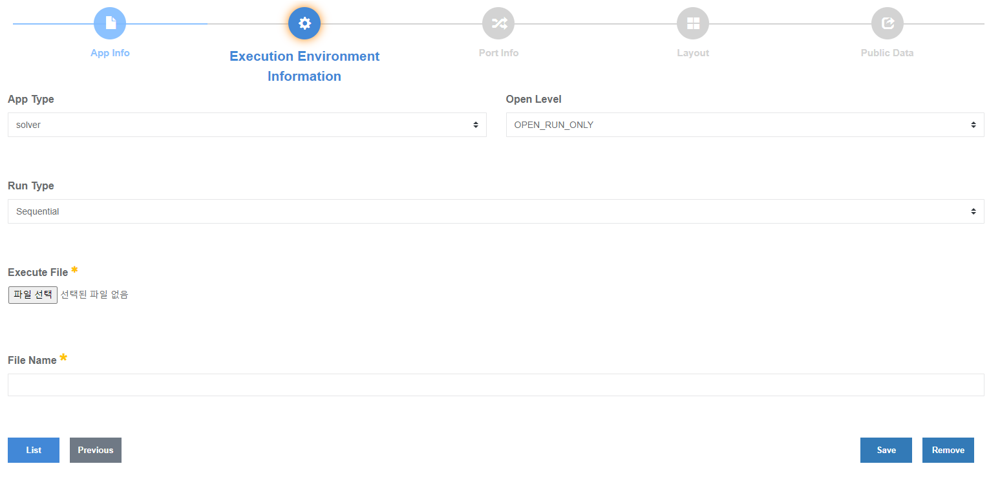 App Info
Execution Environment
Information
Port Info
Layout
Public Data
App Type
Open Level
solver
OPEN_RUN_ONLY
Run Type
Sequential
Execute File *
파일 선택 선택된 파일 없음
File Name *
List
Previous
Save
Remove